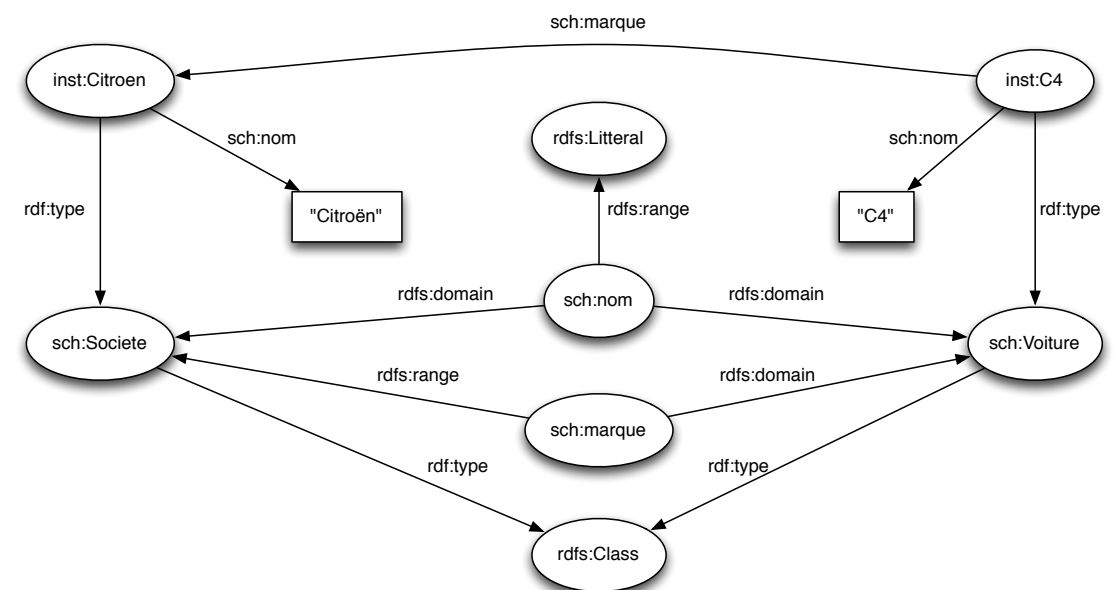 sch:marque
inst:Citroen
inst:C4
sch:nom
rdfs:Litteral
sch:nom
rdf:type
"Citroën"
rdfs:range
"C4"
rdf:type
rdfs:domain
sch:nom
rdfs:domain
sch:Societe
sch:Voiture
rdfs:range
rdfs:domain
sch:marque
rdf:type
rdf:type
rdfs:Class